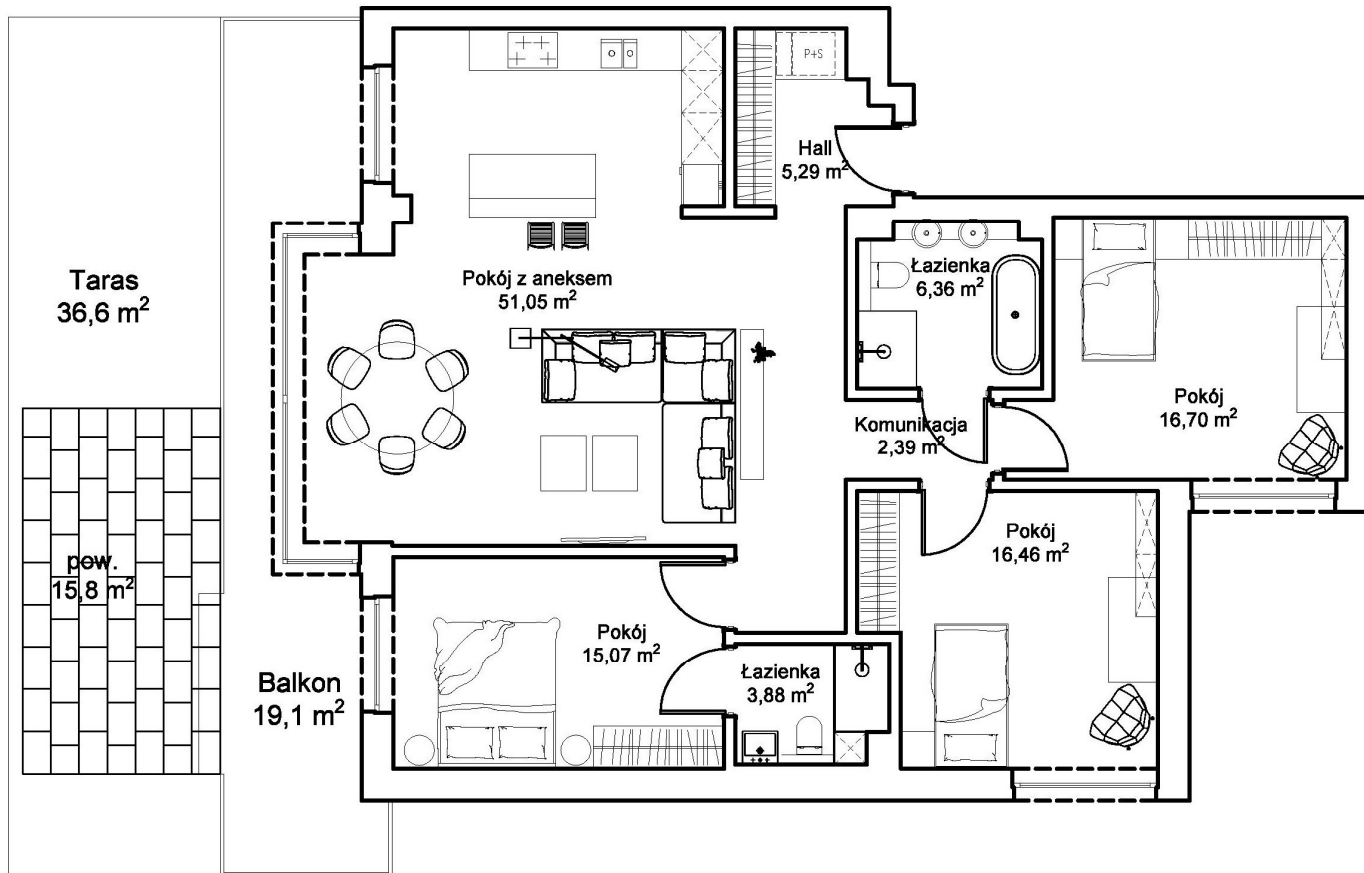 P+S
Hall
5,29 m²
Łazienka
6,36 m²
Pokój z aneksem
51,05 m²
Taras
36,6 m²
Pokój
16,70 m²
Komunikacja
2,39 m²
Pokój
16,46 m²
pow.
15,8 m²
Pokój
15,07 m²
Łazienka
3,88 m²
Balkon
19,1 m²